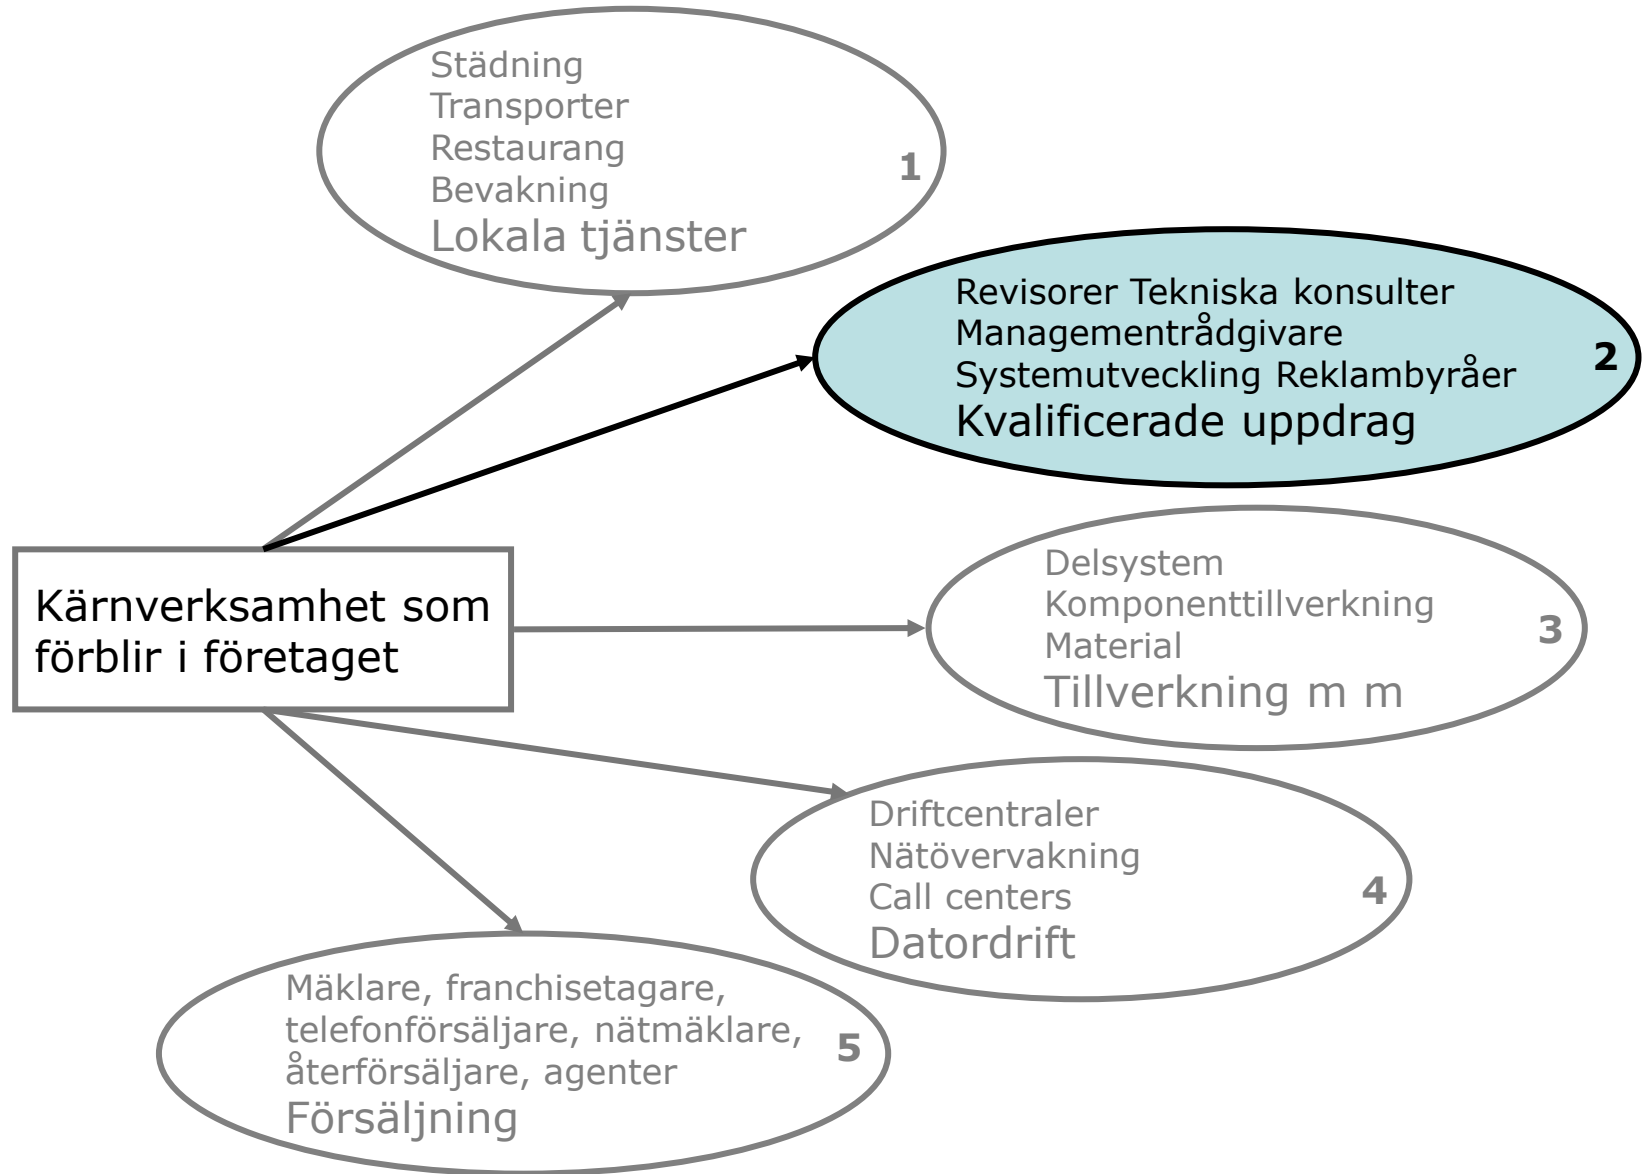 Städning
Transporter
Restaurang
Bevakning
Lokala tjänster
1
Revisorer Tekniska konsulter
Managementrådgivare
Systemutveckling Reklambyråer
Kvalificerade uppdrag
2
Kärnverksamhet som
förblir i företaget
Delsystem
Komponenttillverkning
Material
Tillverkning m m
3
Driftcentraler
Nätövervakning
Call centers
Datordrift
4
Mäklare, franchisetagare,
telefonförsäljare, nätmäklare,
återförsäljare, agenter
Försäljning
5